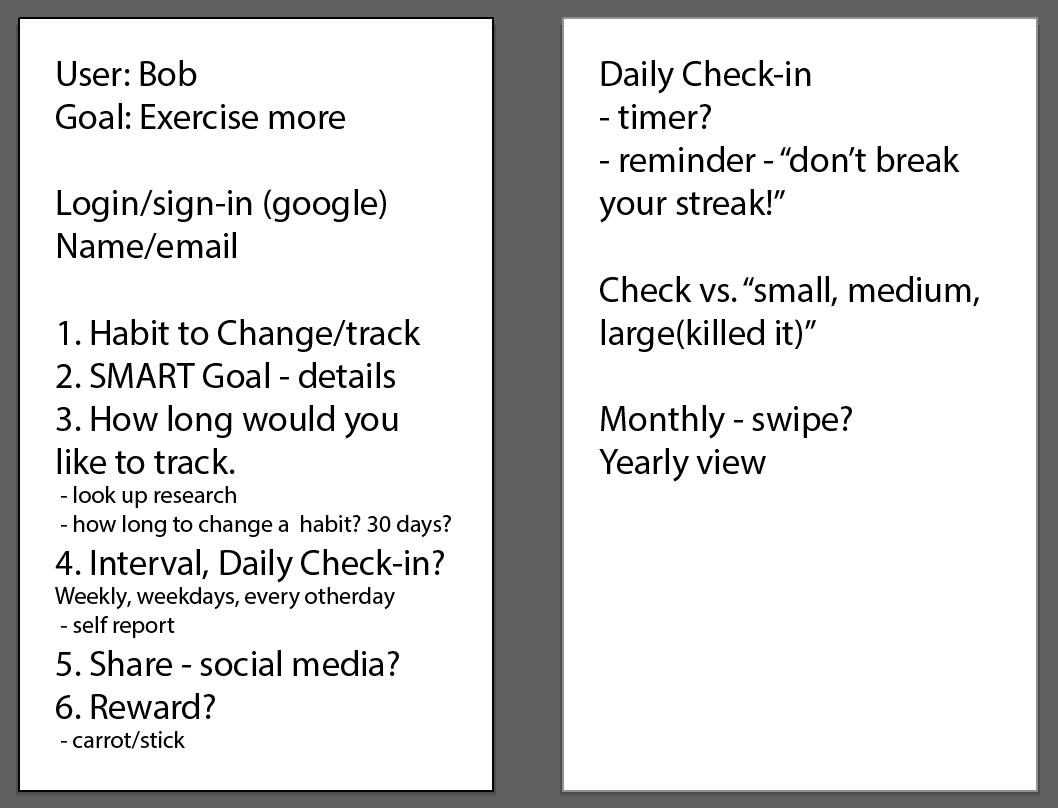 User: Bob
Goal: Exercise more
Login/sign-in (google)
Name/email
1. Habit to Change/track
2. SMART Goal - details
3. How long would you
like to track.
- look up research
- how long to change a  habit? 30 days?
4. Interval, Daily Check-in?
Weekly, weekdays, every otherday
- self report
5. Share - social media?
6. Reward?
- carrot/stick
Daily Check-in
- timer?
- reminder - “don’t break
your streak!”
Check vs. “small, medium,
large(killed it)”
Monthly - swipe?
Yearly view